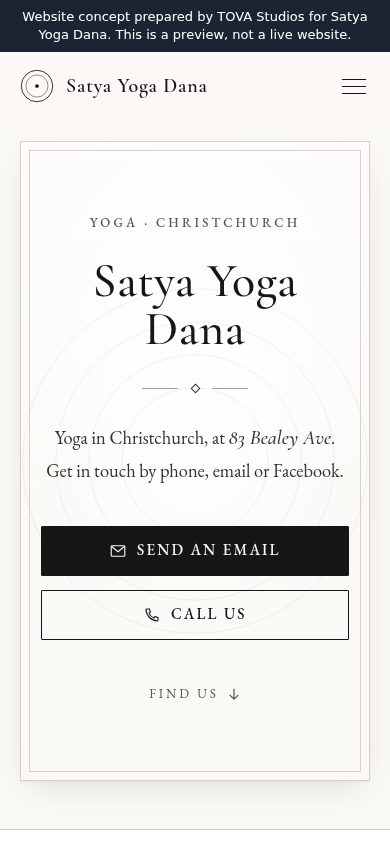 Website concept prepared by TOVA Studios for Satya
Yoga Dana. This is a preview, not a live website.
Satya Yoga Dana
YOGA · CHRISTCHURCH
Satya Yoga
Dana
Yoga in Christchurch, at 83 Bealey Ave.
Get in touch by phone, email or Facebook.
SEND AN EMAIL
CALL US
FIND US